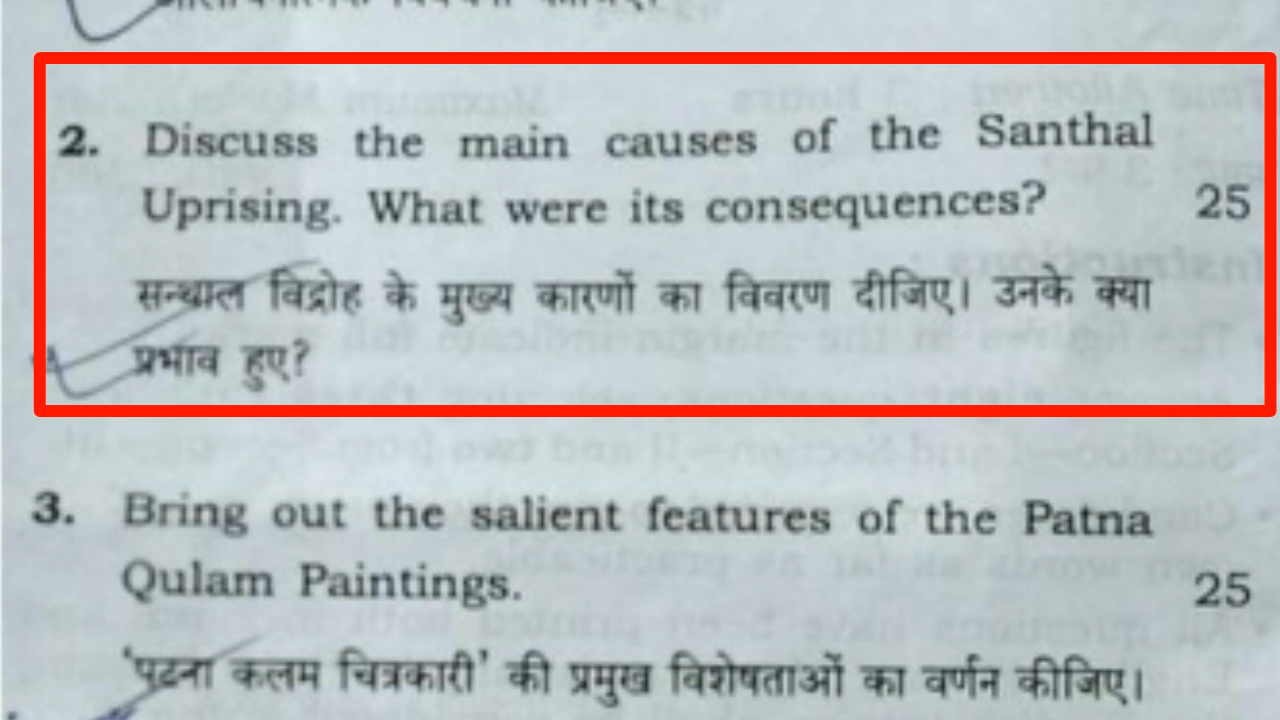 2. Discuss the main causes of the Santhal
Uprising. What were its consequences? 25
सन्थाल विद्रोह के मुख्य कारणों का विवरण दीजिए। उनके क्या
प्रभाव हुए?
3. Bring out the salient features of the Patna
Qulam Paintings. 25
'पटना कलम चित्रकारी' की प्रमुख विशेषताओं का वर्णन कीजिए।